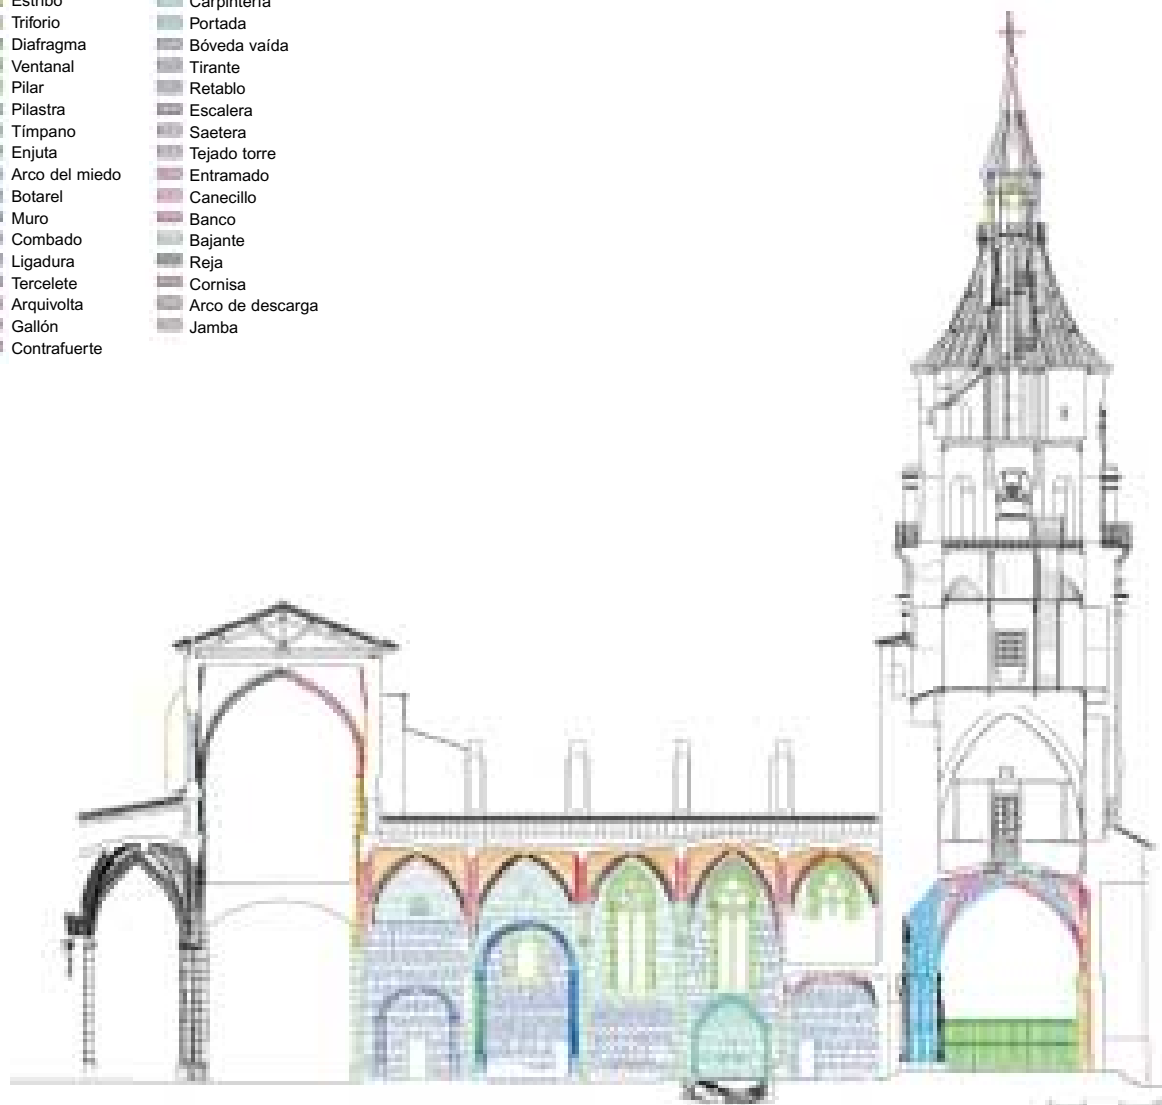 Estribo
Triforio
Diafragma
Ventanal
Pilar
Pilastra
Tímpano
Enjuta
Arco del miedo
Botarel
Muro
Combado
Ligadura
Tercelete
Arquivolta
Gallón
Contrafuerte
Carpintería
Portada
Bóveda vaída
Tirante
Retablo
Escalera
Saetera
Tejado torre
Entramado
Canecillo
Banco
Bajante
Reja
Cornisa
Arco de descarga
Jamba